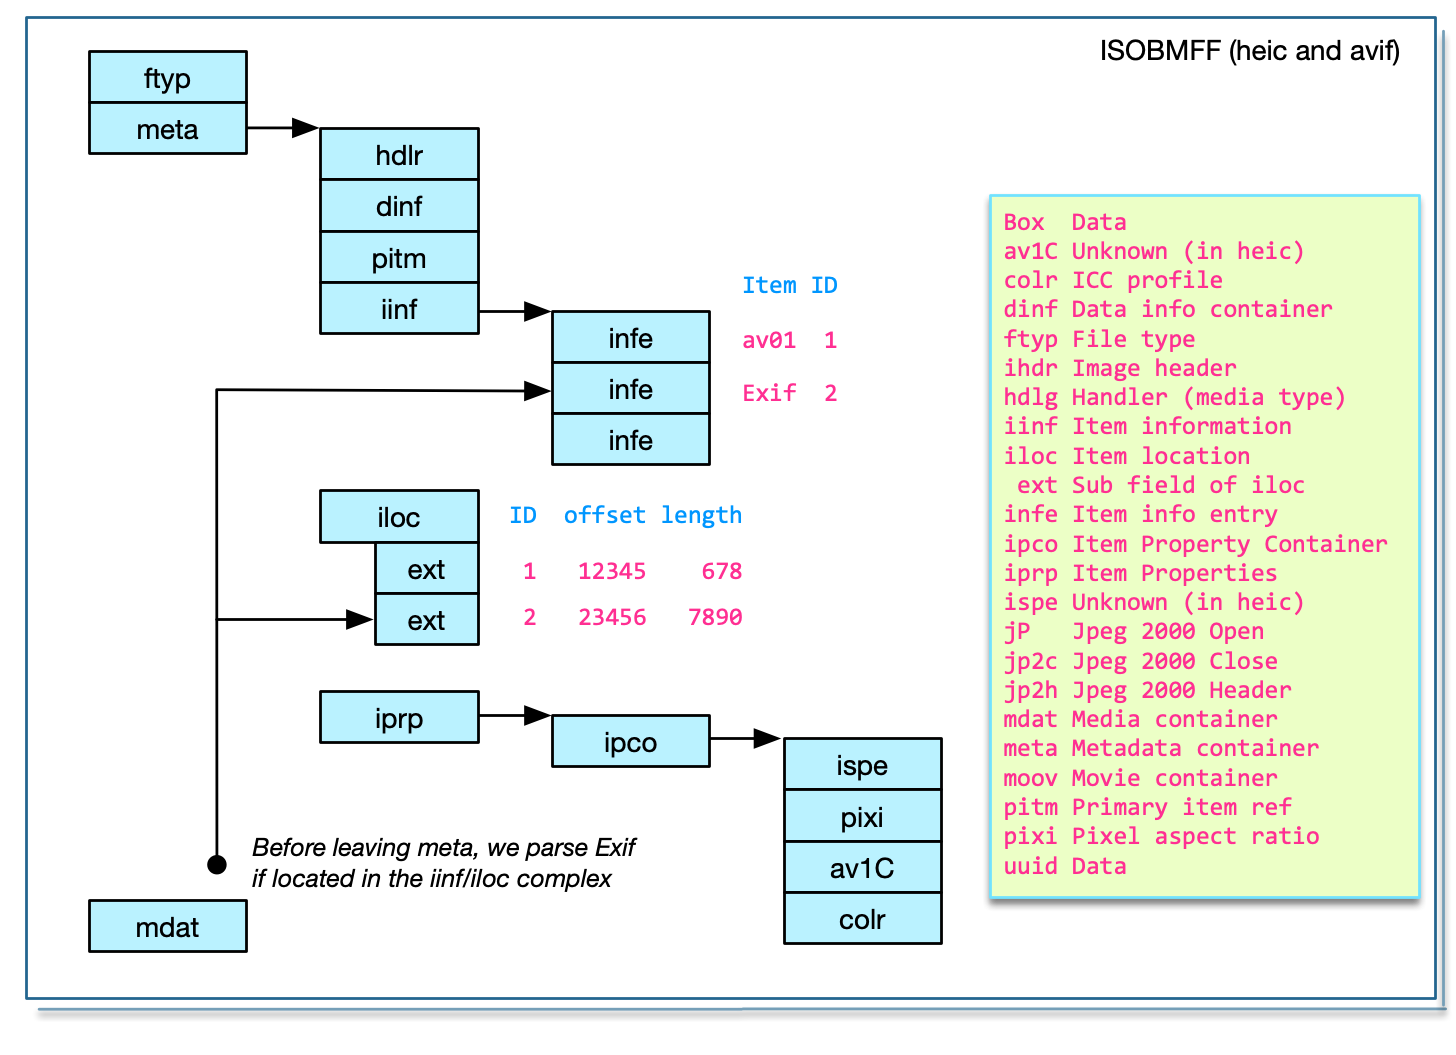 ISOBMFF (heic and avif)
ftyp
meta
hdlr
dinf
pitm
iinf
Item ID
infe
av01 1
infe
Exif 2
infe
iloc
ID offset length
ext
1 12345 678
ext
2 23456 7890
iprp
ipco
ispe
pixi
av1C
colr
Before leaving meta, we parse Exif
if located in the iinf/iloc complex
mdat
Box Data
av1C Unknown (in heic)
colr ICC profile
dinf Data info container
ftyp File type
ihdr Image header
hdlg Handler (media type)
iinf Item information
iloc Item location
ext Sub field of iloc
infe Item info entry
ipco Item Property Container
iprp Item Properties
ispe Unknown (in heic)
jP Jpeg 2000 Open
jp2c Jpeg 2000 Close
jp2h Jpeg 2000 Header
mdat Media container
meta Metadata container
moov Movie container
pitm Primary item ref
pixi Pixel aspect ratio
uuid Data